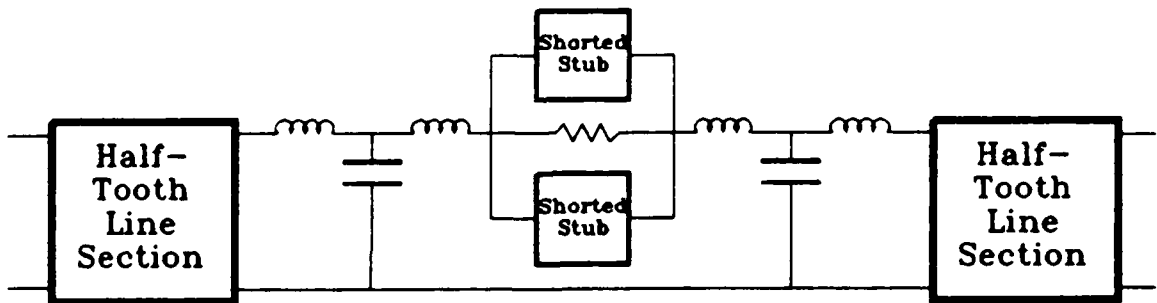 Shorted
Stub
Half-
Tooth
Line
Section
Shorted
Stub
Half-
Tooth
Line
Section